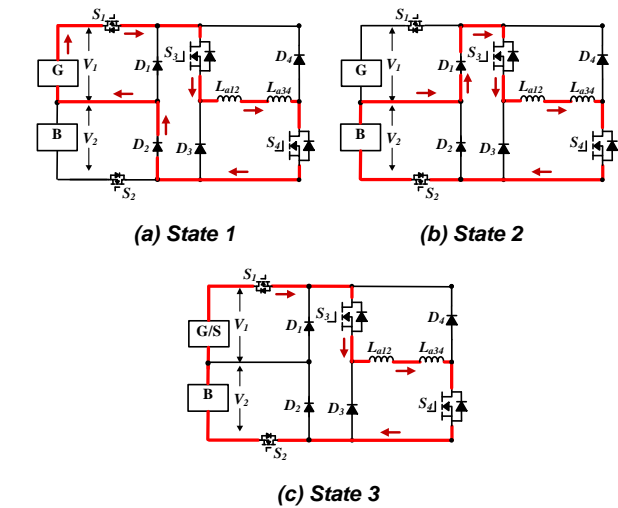 S1
G
V1
D1
S3
D4
La12
La34
B
V2
D2
D3
S4
S2
(a) State 1
S1
G
V1
D1
S3
D4
La12
La34
B
V2
D2
D3
S4
S2
(b) State 2
S1
G/S
V1
D1
S3
D4
La12
La34
B
V2
D2
D3
S4
S2
(c) State 3